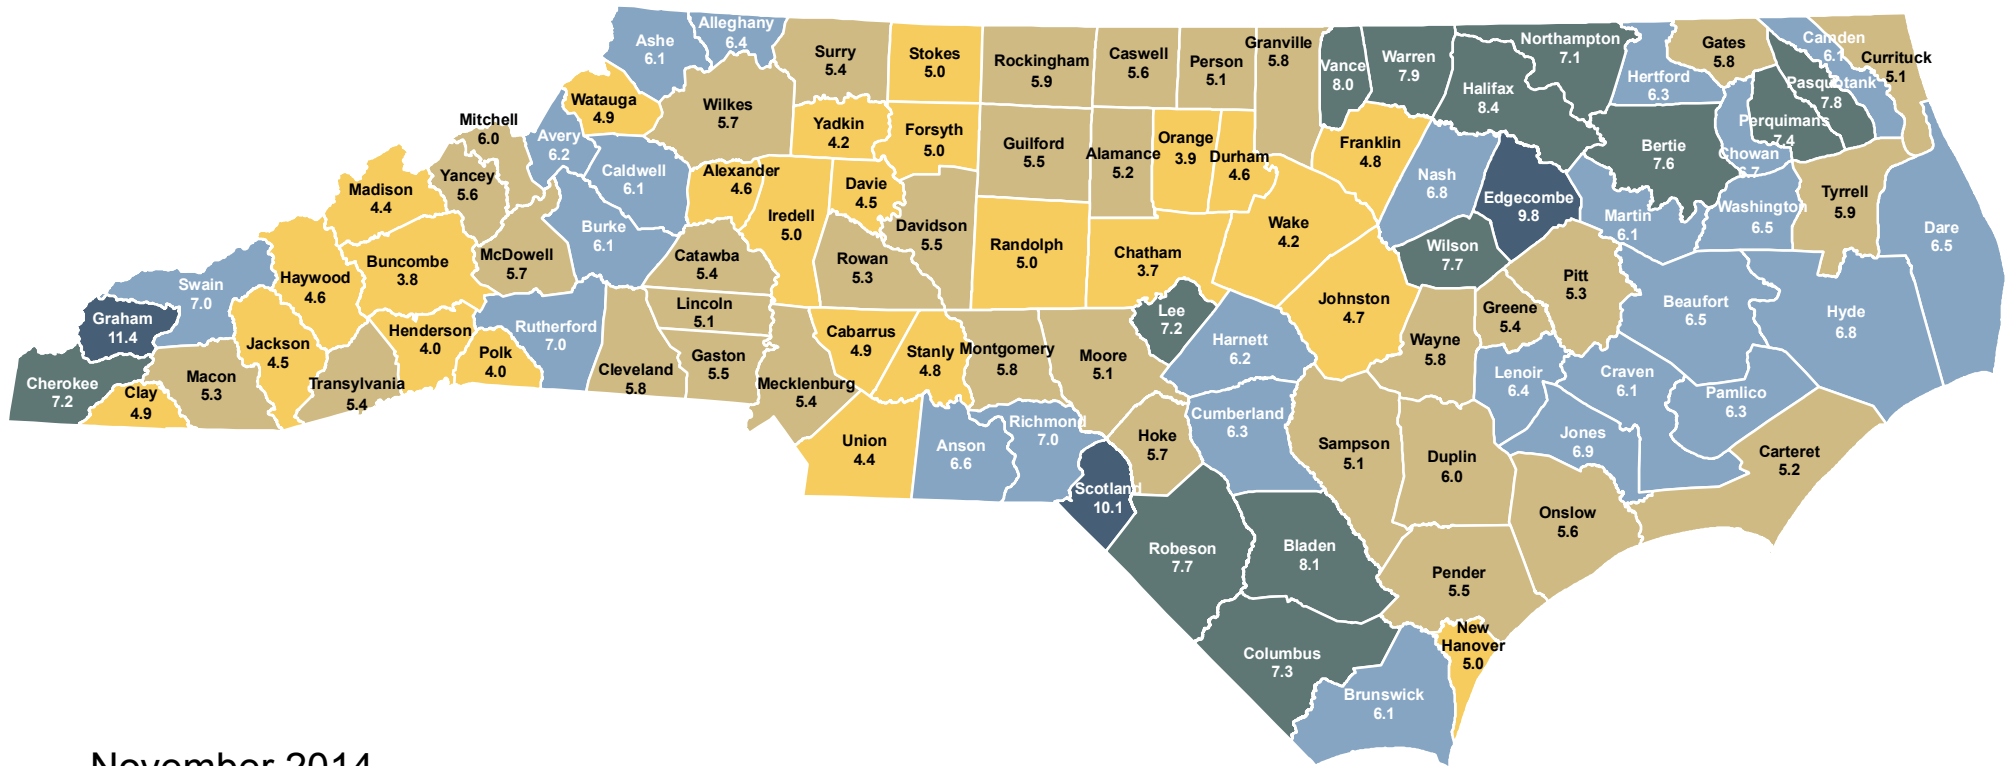 Alleghany
6.4
Ashe
6.1
Surry
5.4
Stokes
5.0
Rockingham
5.9
Caswell
5.6
Person
5.1
Granville
5.8
Vance
8.0
Warren
7.9
Northampton
7.1
Halifax
8.4
Hertford
6.3
Gates
5.8
Camden
6.1
Currituck
5.1
Pasquotank
7.8
Perquimans
7.4
Chowan
6.7
Bertie
7.6
Watauga
4.9
Wilkes
5.7
Yadkin
4.2
Forsyth
5.0
Guilford
5.5
Alamance
5.2
Orange
3.9
Durham
4.6
Franklin
4.8
Nash
6.8
Edgecombe
9.8
Martin
6.1
Washington
6.5
Tyrrell
5.9
Dare
6.5
Mitchell
6.0
Avery
6.2
Caldwell
6.1
Alexander
4.6
Iredell
5.0
Davie
4.5
Davidson
5.5
Randolph
5.0
Chatham
3.7
Wake
4.2
Wilson
7.7
Pitt
5.3
Beaufort
6.5
Hyde
6.8
Madison
4.4
Yancey
5.6
Burke
6.1
McDowell
5.7
Catawba
5.4
Rowan
5.3
Buncombe
3.8
Haywood
4.6
Swain
7.0
Graham
11.4
Cherokee
7.2
Clay
4.9
Macon
5.3
Jackson
4.5
Transylvania
5.4
Henderson
4.0
Polk
4.0
Rutherford
7.0
Cleveland
5.8
Lincoln
5.1
Gaston
5.5
Mecklenburg
5.4
Cabarrus
4.9
Stanly
4.8
Montgomery
5.8
Moore
5.1
Lee
7.2
Harnett
6.2
Johnston
4.7
Wayne
5.8
Greene
5.4
Lenoir
6.4
Craven
6.1
Pamlico
6.3
Jones
6.9
Carteret
5.2
Union
4.4
Anson
6.6
Richmond
7.0
Scotland
10.1
Hoke
5.7
Cumberland
6.3
Sampson
5.1
Duplin
6.0
Onslow
5.6
Robeson
7.7
Bladen
8.1
Pender
5.5
New
Hanover
5.0
Columbus
7.3
Brunswick
6.1
November 2014